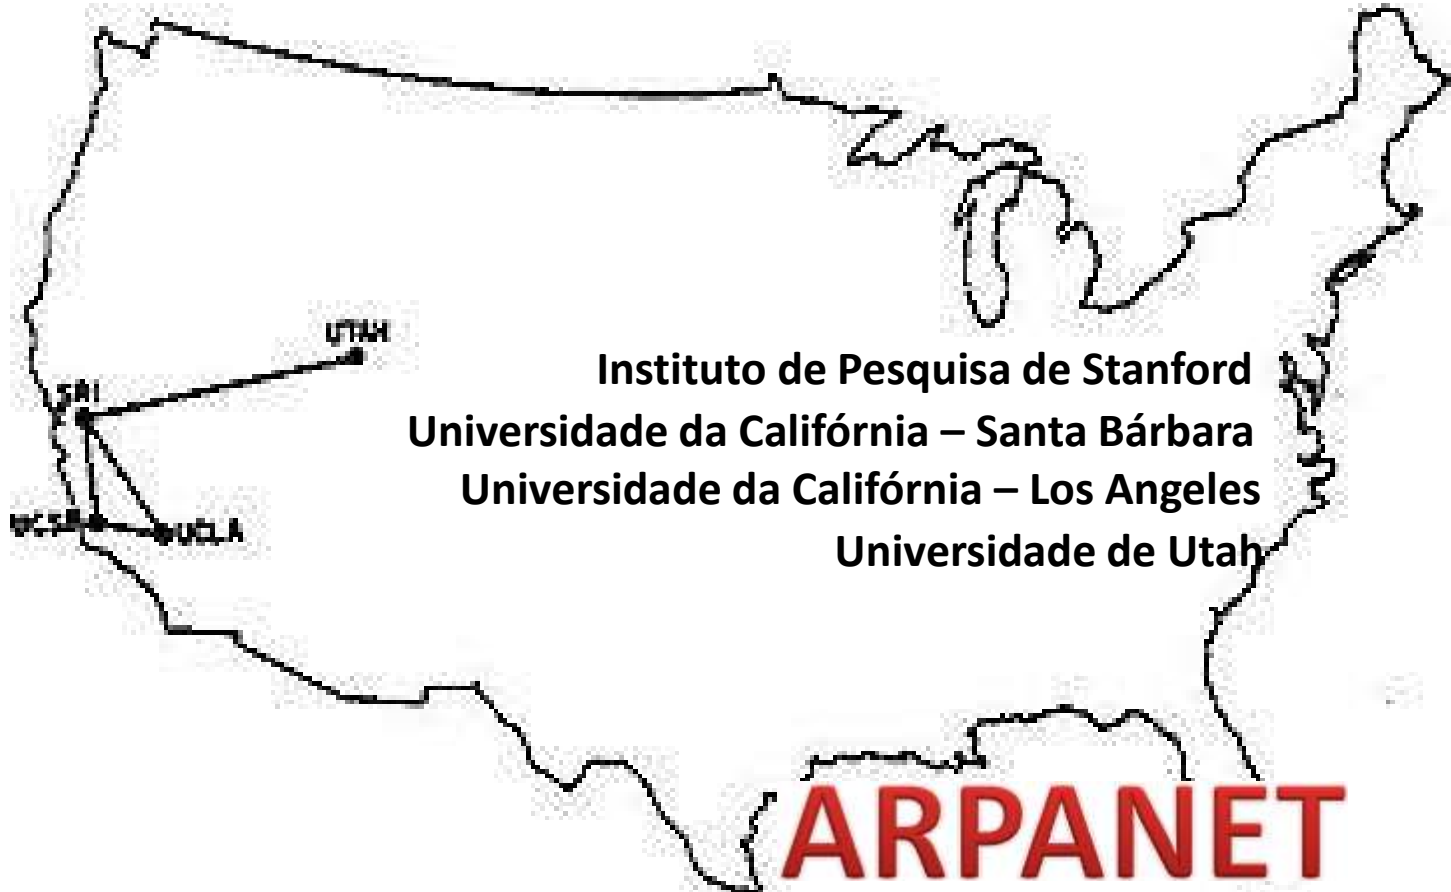 UTAH
Instituto de Pesquisa de Stanford
SRI
Universidade da Califórnia – Santa Bárbara
Universidade da Califórnia – Los Angeles
UCSB
UCLA
Universidade de Utah
ARPANET